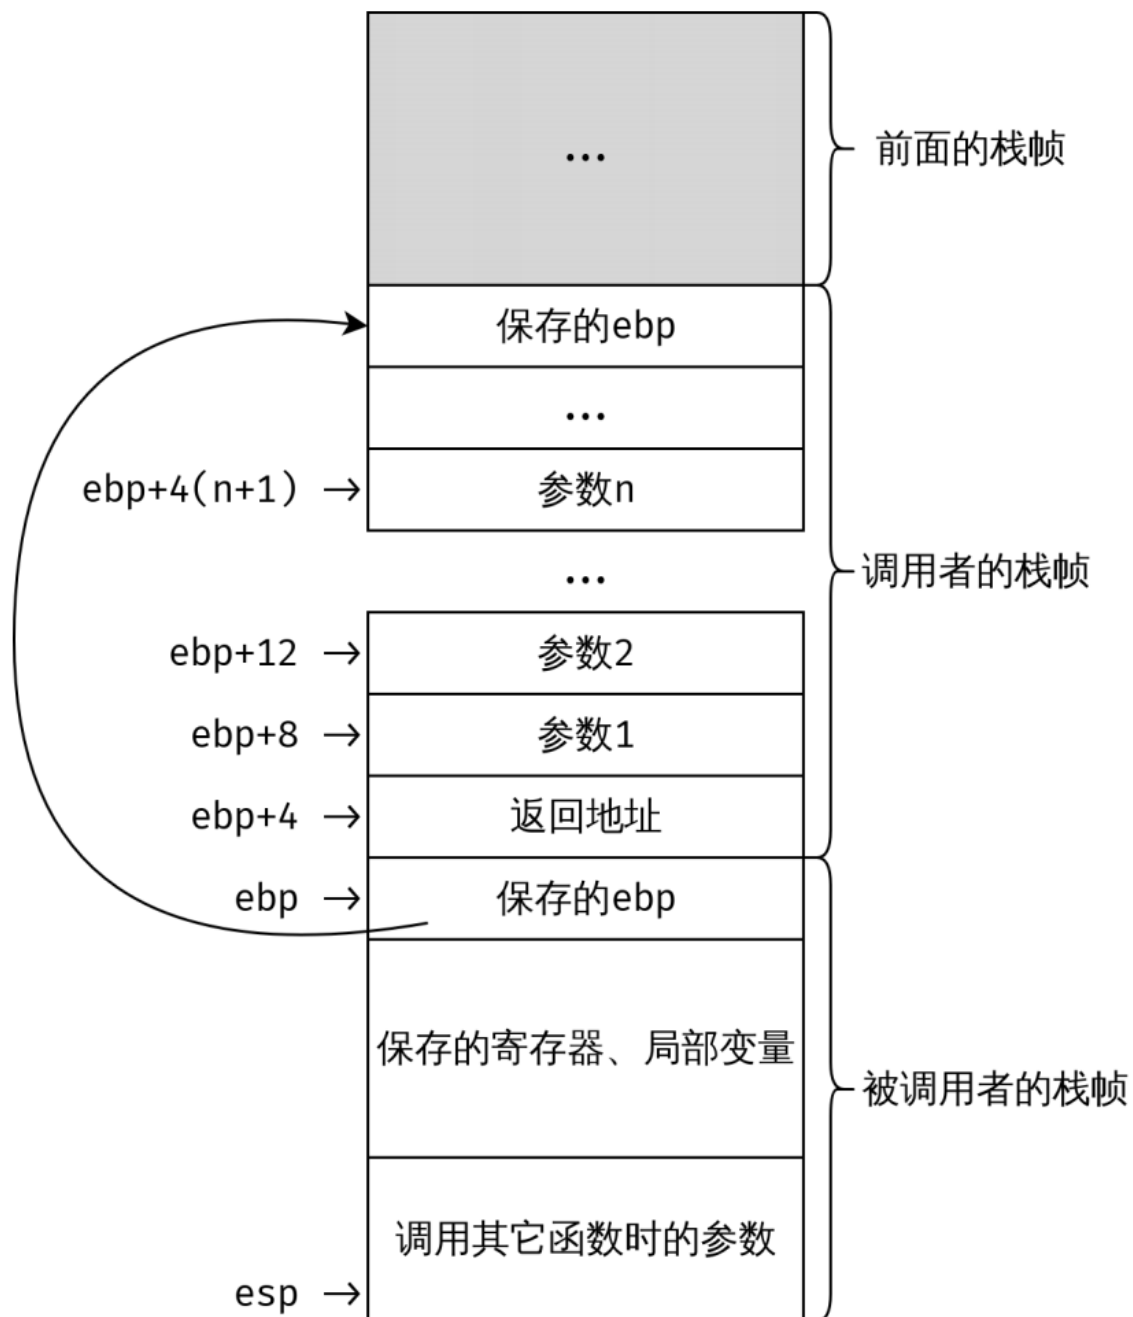 ...
前面的栈帧
保存的ebp
...
ebp+4(n+1) → 参数n
...
调用者的栈帧
ebp+12 → 参数2
ebp+8 → 参数1
ebp+4 → 返回地址
ebp → 保存的ebp
保存的寄存器、局部变量
被调用者的栈帧
调用其它函数时的参数
esp →